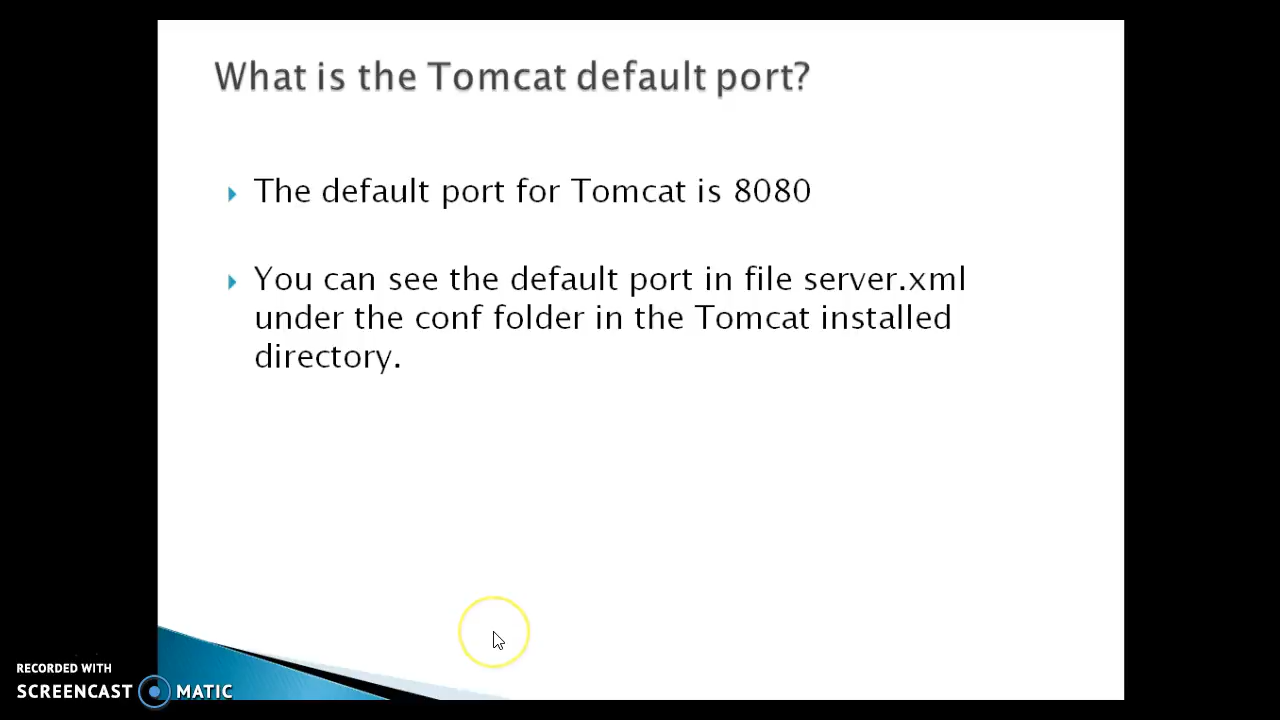 What is the Tomcat default port?
The default port for Tomcat is 8080
You can see the default port in file server.xml
under the conf folder in the Tomcat installed
directory.
RECORDED WITH
SCREENCAST MATIC